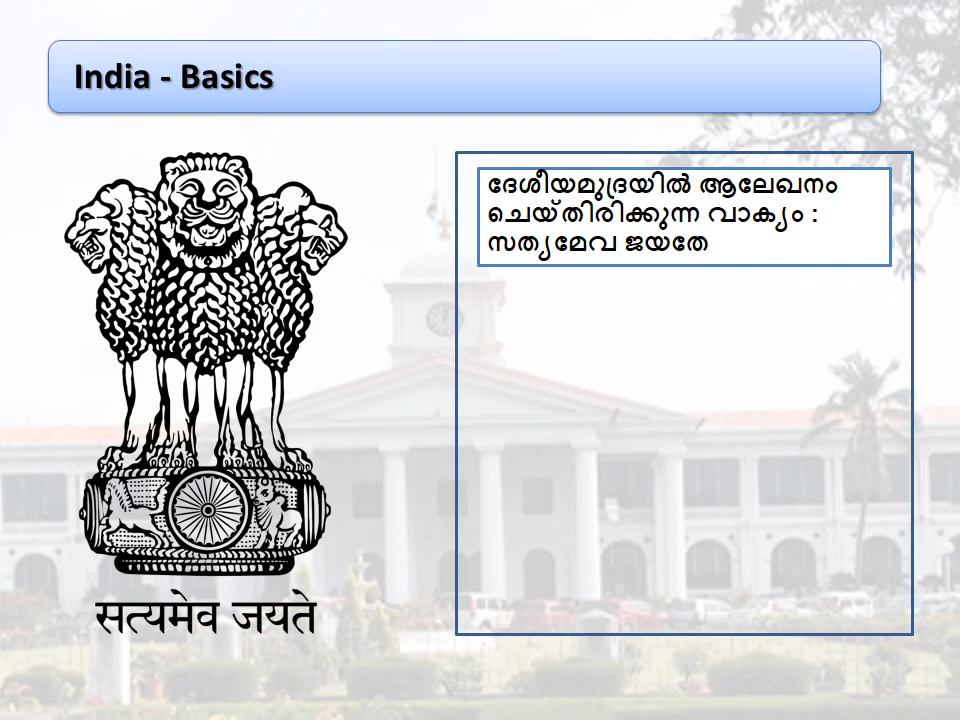 India - Basics
ദേശീയമുദ്രയിൽ ആലേഖനം
ചെയ്തിരിക്കുന്ന വാക്യം :
സത്യമേവ ജയതേ
सत्यमेव जयते